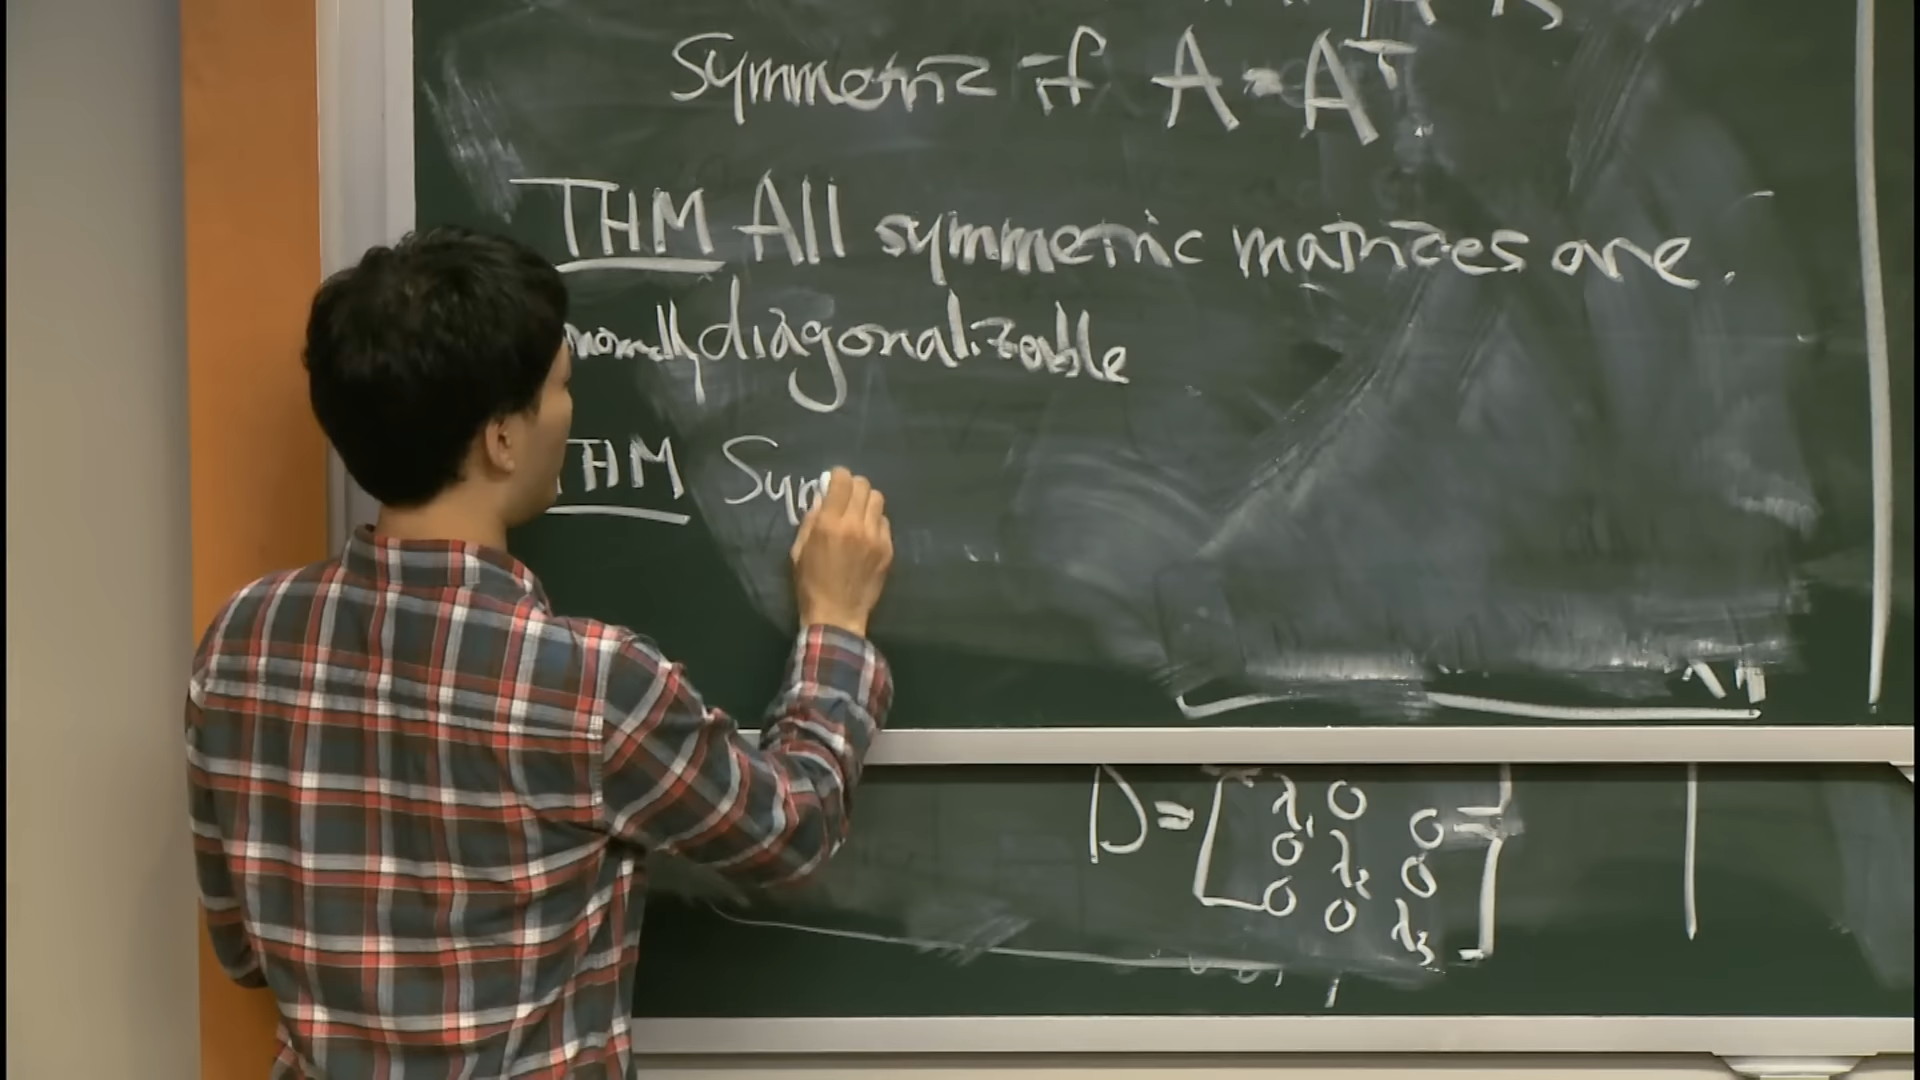 Symmetric if A = Aᵀ
THM All symmetric matrices are
diagonalizable
THM Sym
D = [λ₁ 0 0
0 λ₂ 0
0 0 λ₃]